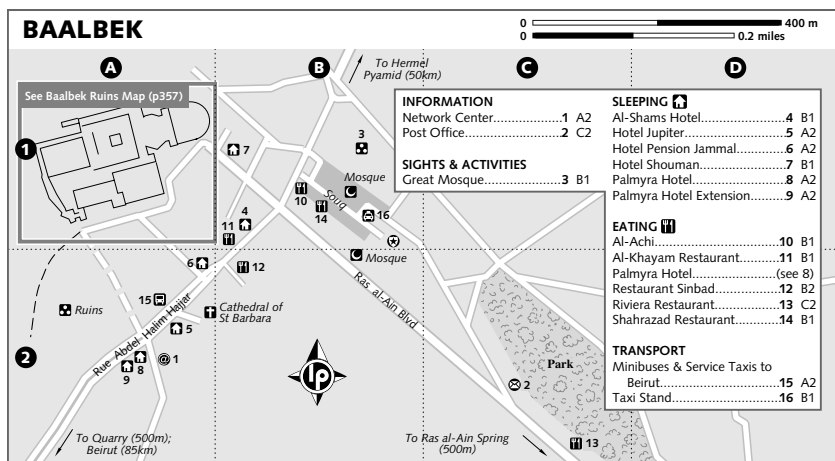 BAALBEK
0 400 m
0 0.2 miles
A B C D
To Hermel
Pyamid (50km)
See Baalbek Ruins Map (p357)
1
2
3
7
Mosque
Souq
10
14
16
4
11
Mosque
6
12
15
Ruins
Cathedral of
St Barbara
Rue Abdel Halim Hajjar
Ras al-Ain Blvd
5
8
9
1
lp
Park
2
13
To Quarry (500m);
Beirut (85km)
To Ras al-Ain Spring
(500m)
INFORMATION
Network Center 1 A2
Post Office 2 C2
SIGHTS & ACTIVITIES
Great Mosque 3 B1
SLEEPING
Al-Shams Hotel 4 B1
Hotel Jupiter 5 A2
Hotel Pension Jammal 6 A2
Hotel Shouman 7 B1
Palmyra Hotel 8 A2
Palmyra Hotel Extension 9 A2
EATING
Al-Achi 10 B1
Al-Khayam Restaurant 11 B1
Palmyra Hotel (see 8)
Restaurant Sinbad 12 B2
Riviera Restaurant 13 C2
Shahrazad Restaurant 14 B1
TRANSPORT
Minibuses & Service Taxis to
Beirut 15 A2
Taxi Stand 16 B1